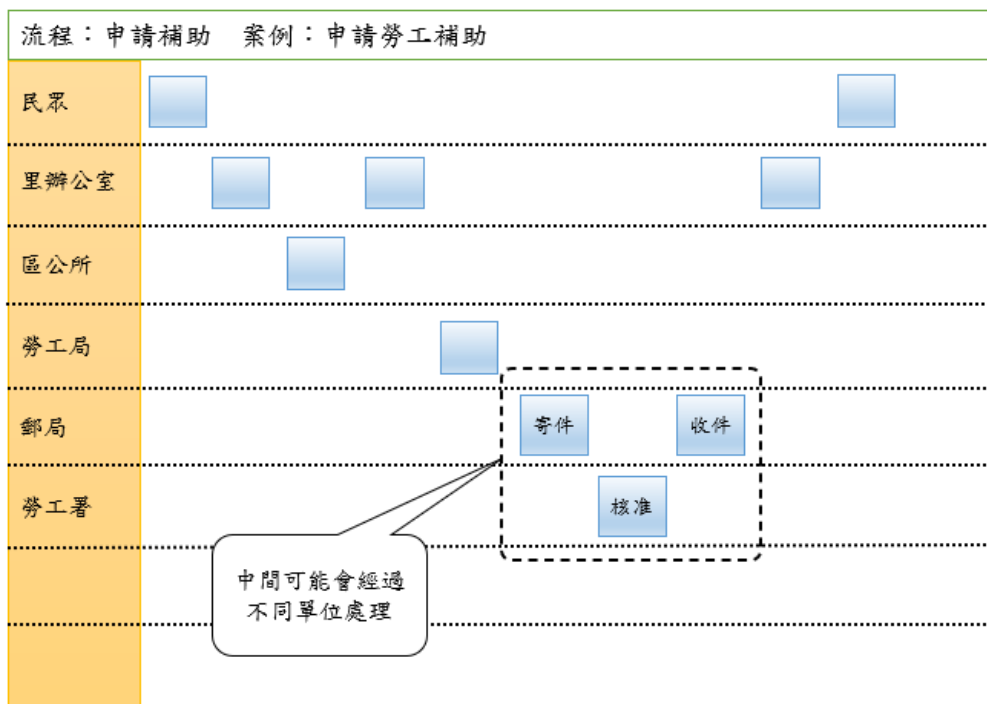 流程：申請補助　案例：申請勞工補助
民眾
里辦公室
區公所
勞工局
郵局
寄件
收件
勞工署
核准
中間可能會經過
不同單位處理